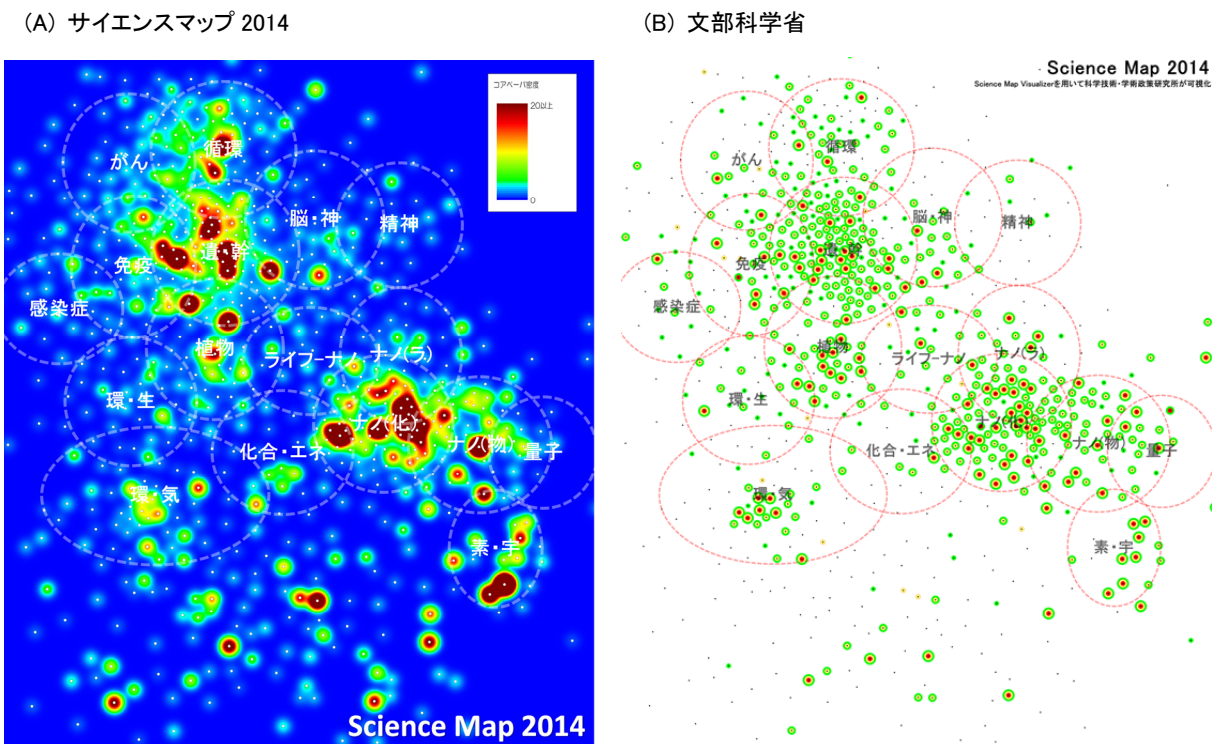 (A) サイエンスマップ 2014
(B) 文部科学省
コアペーパ密度
20以上
0
がん
循環
脳・神
精神
免疫
遺・幹
感染症
植物
ライフーナノ
ナノ(ラ)
環・生
化合・エネ
ナノ(化)
ナノ(物)
量子
環・気
素・宇
Science Map 2014
Science Map 2014
Science Map Visualizerを用いて科学技術・学術政策研究所が可視化
がん
循環
脳・神
精神
免疫
遺・幹
感染症
植物
ライフーナノ
ナノ(ラ)
環・生
化合・エネ
ナノ(化)
ナノ(物)
量子
環・気
素・宇